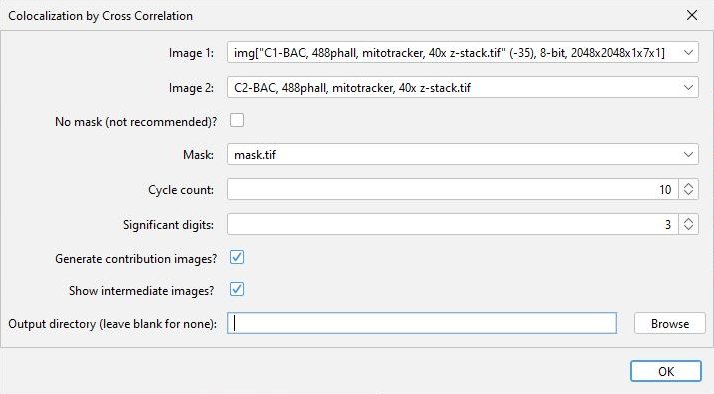 Colocalization by Cross Correlation
Image 1: img["C1-BAC, 488phall, mitotracker, 40x z-stack.tif" (-35), 8-bit, 2048x2048x1x7x1]
Image 2: C2-BAC, 488phall, mitotracker, 40x z-stack.tif
No mask (not recommended)?
Mask: mask.tif
Cycle count: 10
Significant digits: 3
Generate contribution images?
Show intermediate images?
Output directory (leave blank for none): Browse
OK